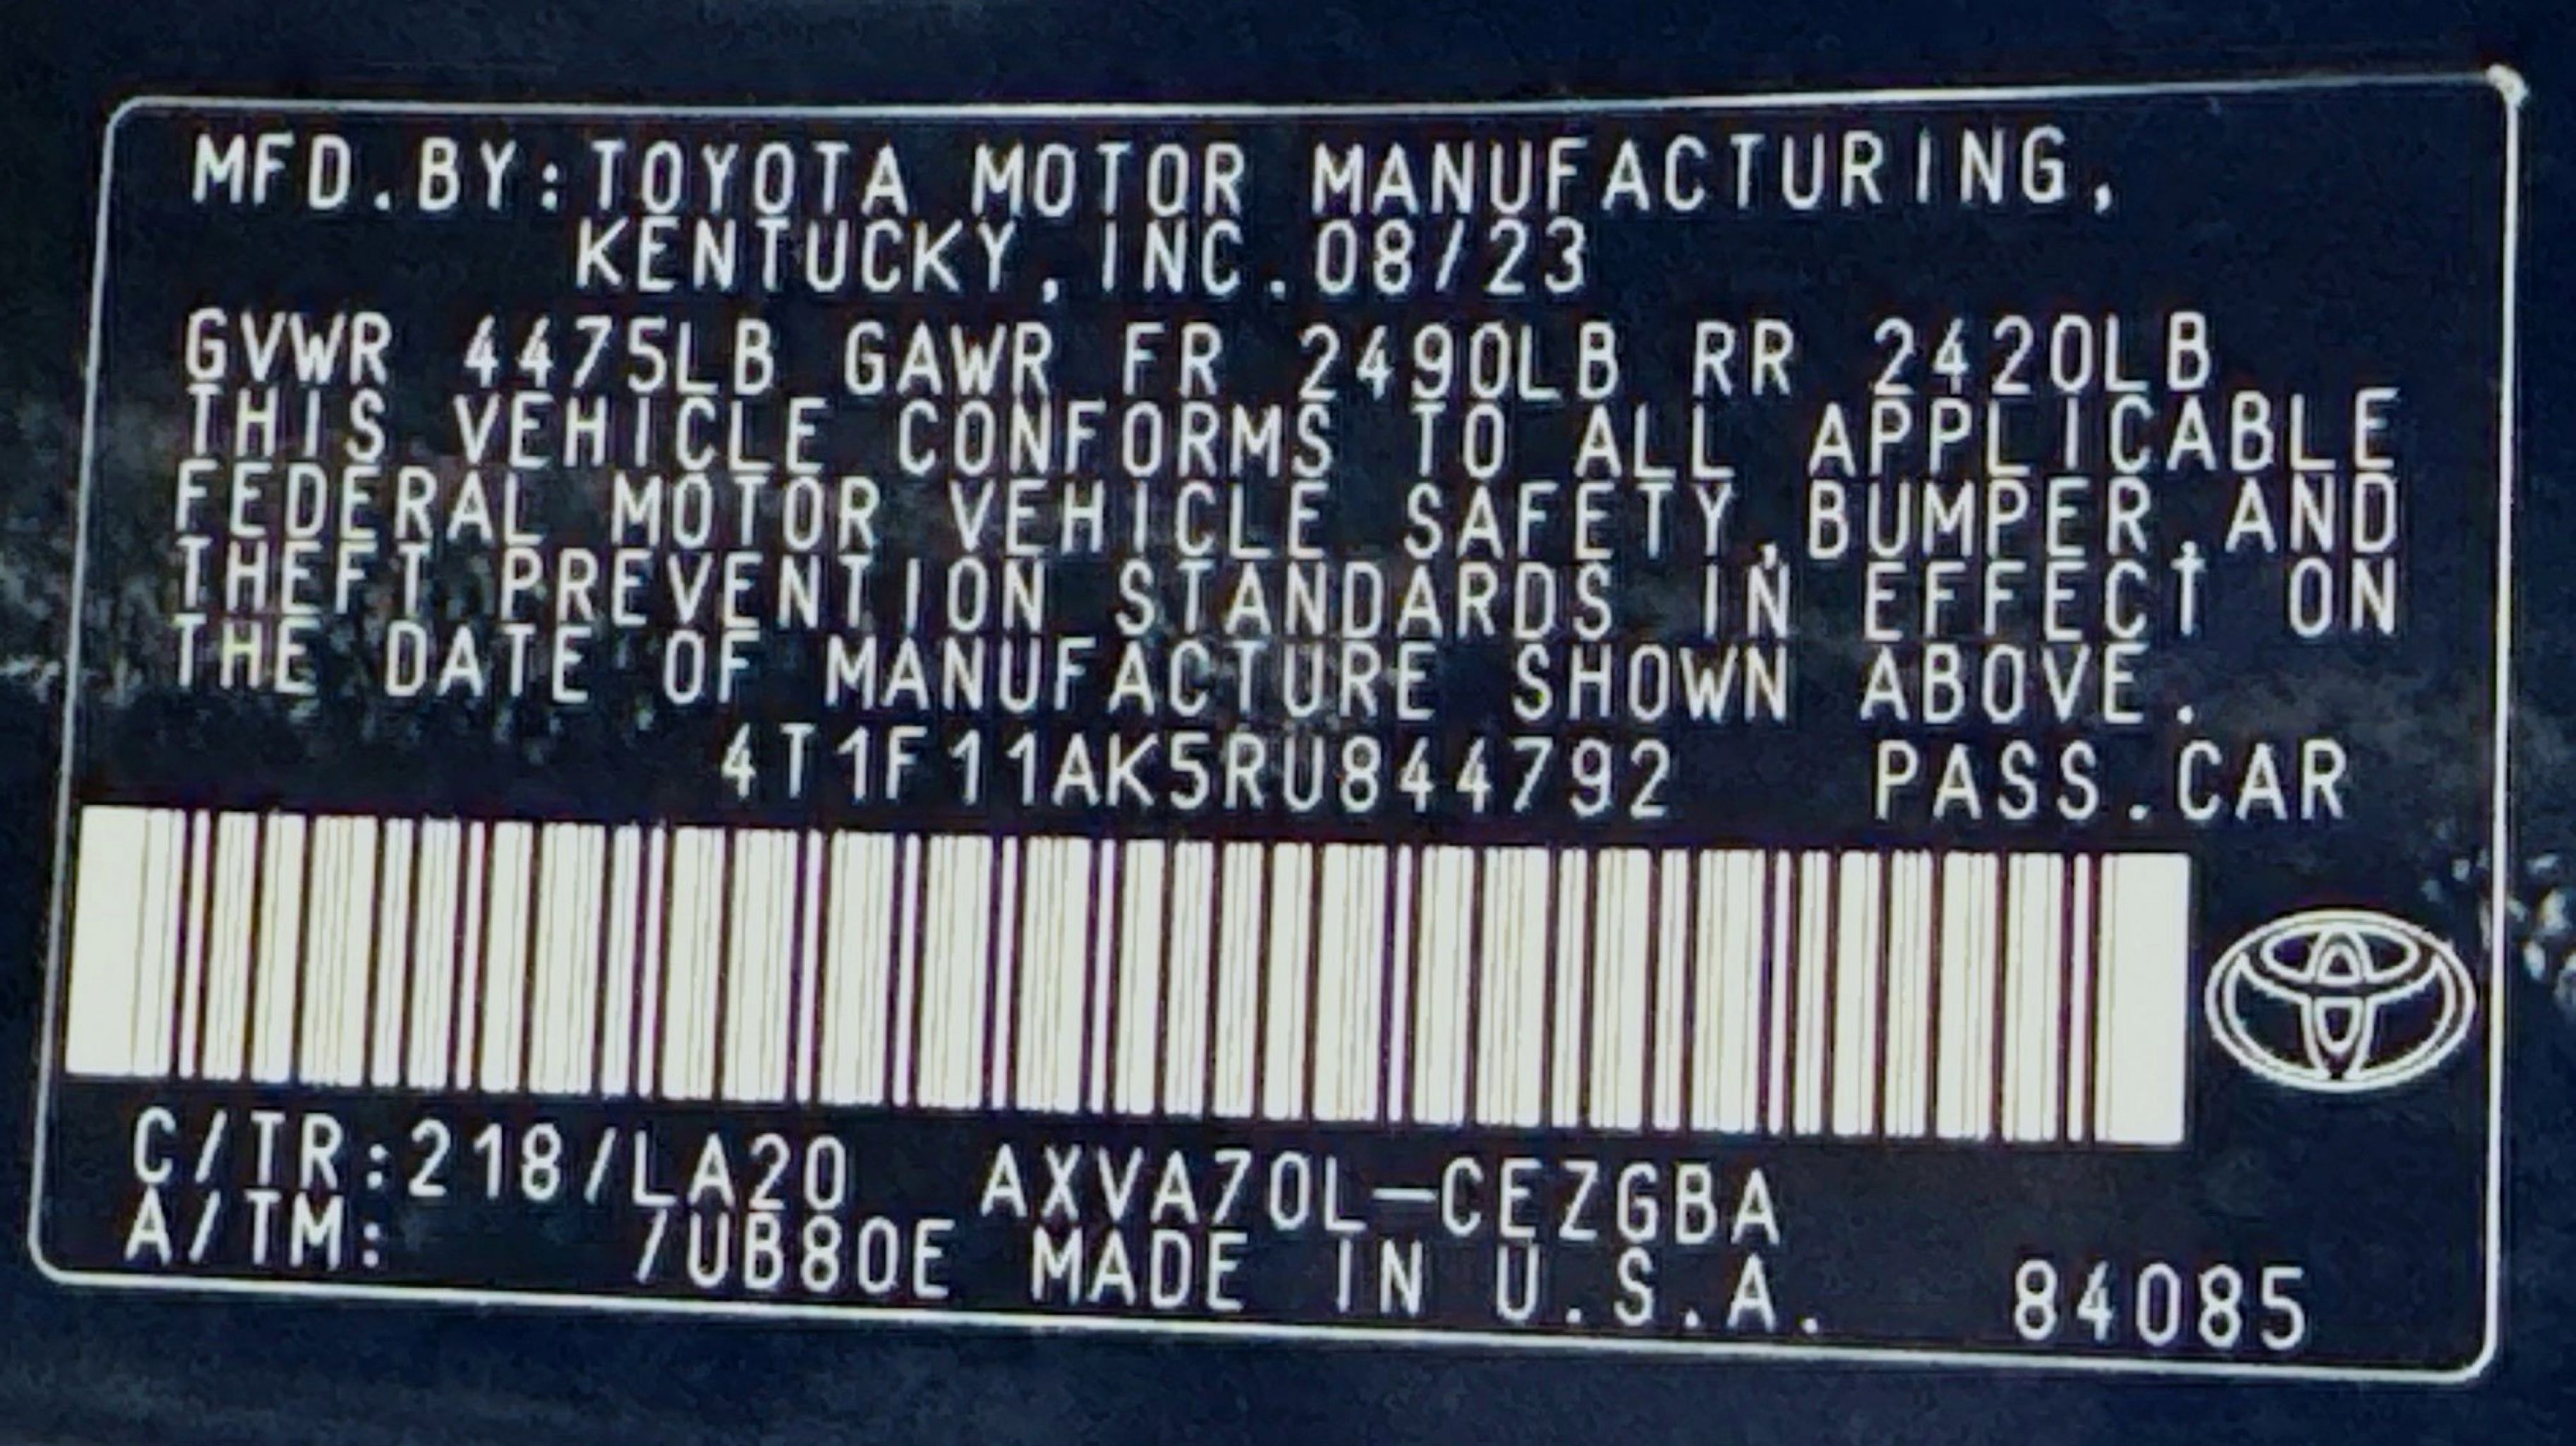 MFD.BY:TOYOTA MOTOR MANUFACTURING,
KENTUCKY, INC.08/23
GVWR 4475LB GAWR FR 2490LB RR 2420LB
THIS VEHICLE CONFORMS TO ALL APPLICABLE
FEDERAL MOTOR VEHICLE SAFETY,BUMPER,AND
THEFT PREVENTION STANDARDS IN EFFECT ON
THE DATE OF MANUFACTURE SHOWN ABOVE.
4T1F11AK5RU844792 PASS.CAR
C/TR:218/LA20 AXVA70L-CEZGBA
A/TM: /UB80E MADE IN U.S.A. 84085